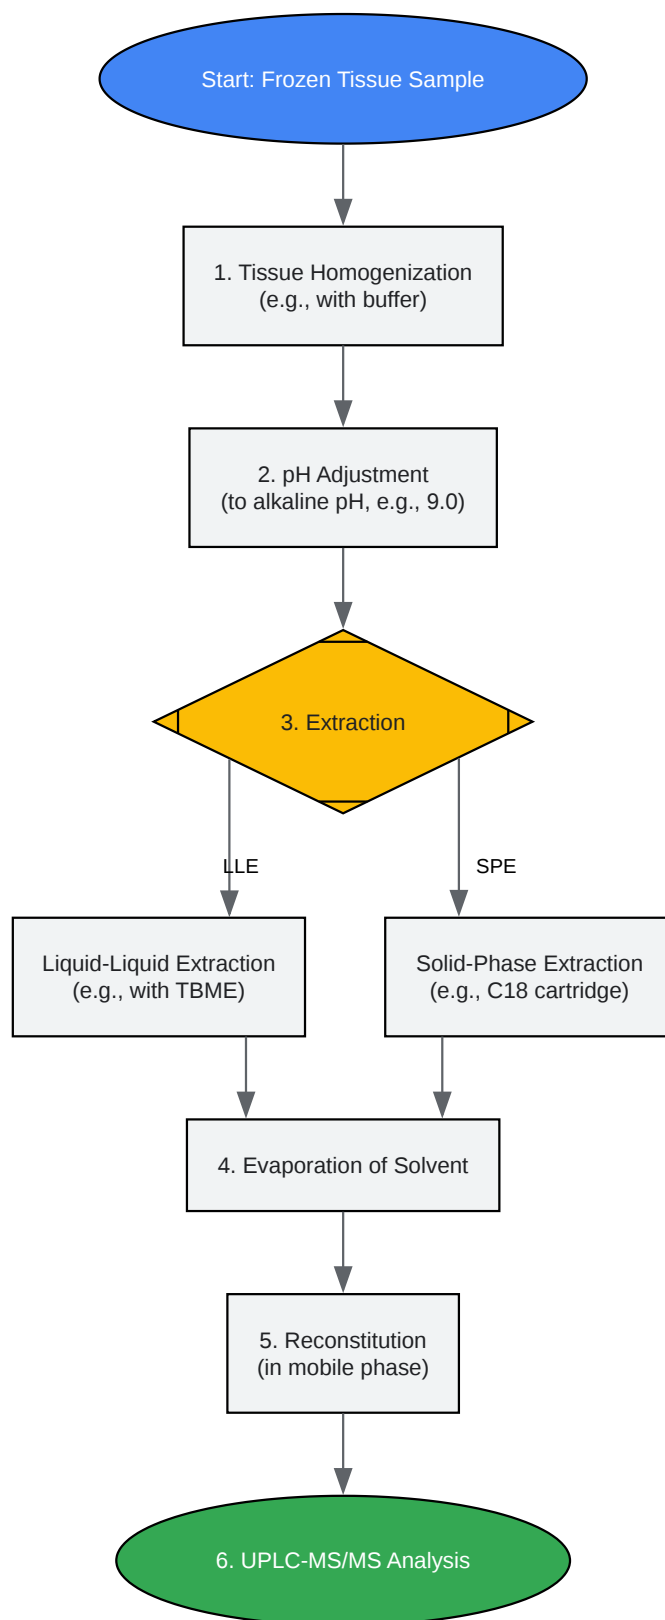 Start: Frozen Tissue Sample
1. Tissue Homogenization
(e.g., with buffer)
2. pH Adjustment
(to alkaline pH, e.g., 9.0)
3. Extraction
LLE
SPE
Liquid-Liquid Extraction
(e.g., with TBME)
Solid-Phase Extraction
(e.g., C18 cartridge)
4. Evaporation of Solvent
5. Reconstitution
(in mobile phase)
6. UPLC-MS/MS Analysis